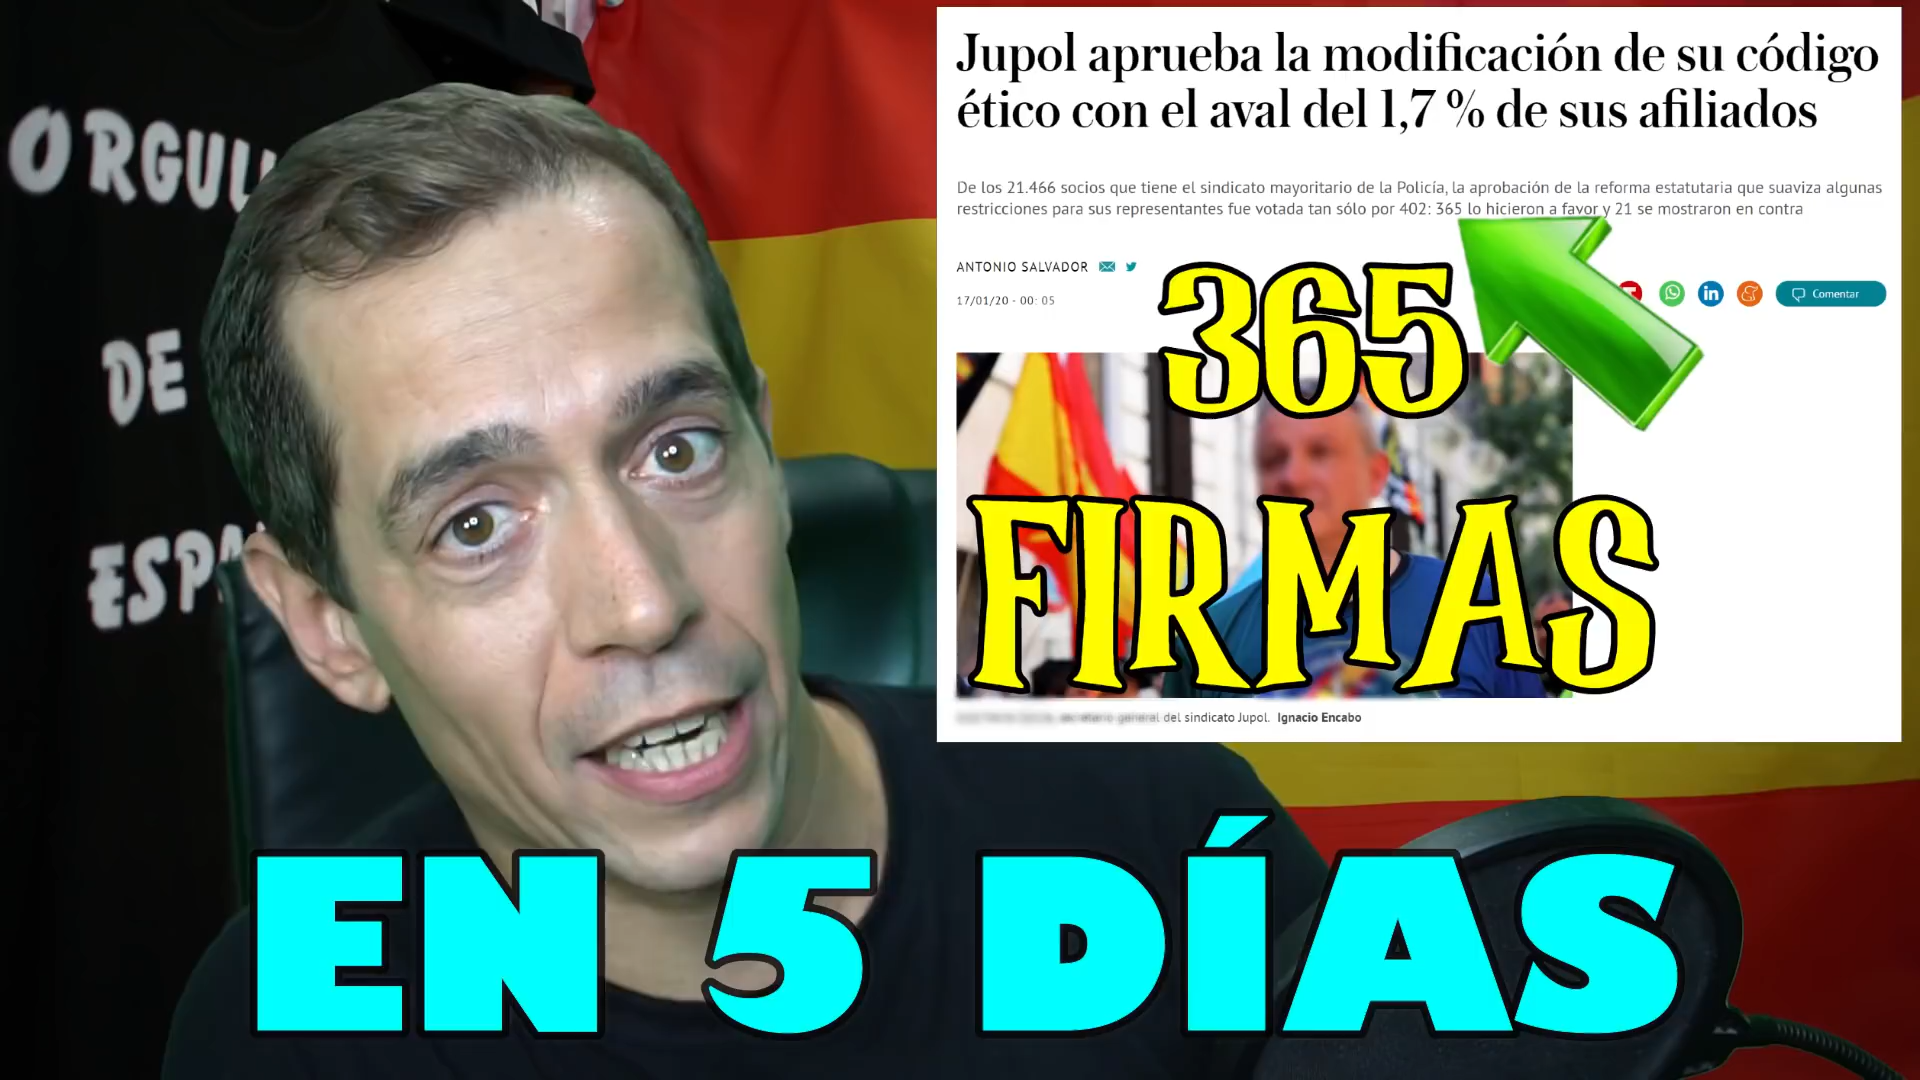 ORGULL
DE
ESPA
Jupol aprueba la modificación de su código
ético con el aval del 1,7 % de sus afiliados
De los 21.466 socios que tiene el sindicato mayoritario de la Policía, la aprobación de la reforma estatutaria que suaviza algunas
restricciones para sus representantes fue votada tan sólo por 402: 365 lo hicieron a favor y 21 se mostraron en contra
ANTONIO SALVADOR
17/01/20 - 00: 05
Comentar
365
FIRMAS
secretario general del sindicato Jupol. Ignacio Encabo
EN 5 DÍAS